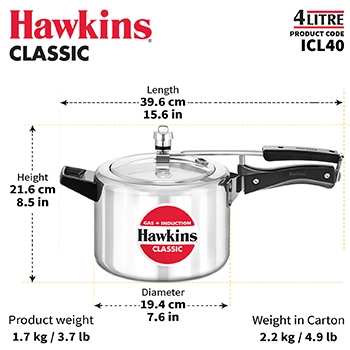 Hawkins
CLASSIC
4 LITRE
PRODUCT CODE
ICL40
Length
39.6 cm
15.6 in
Height
21.6 cm
8.5 in
Hawkins
GAS + INDUCTION
Hawkins
CLASSIC
Diameter
19.4 cm
7.6 in
Product weight
1.7 kg / 3.7 lb
Weight in Carton
2.2 kg / 4.9 lb